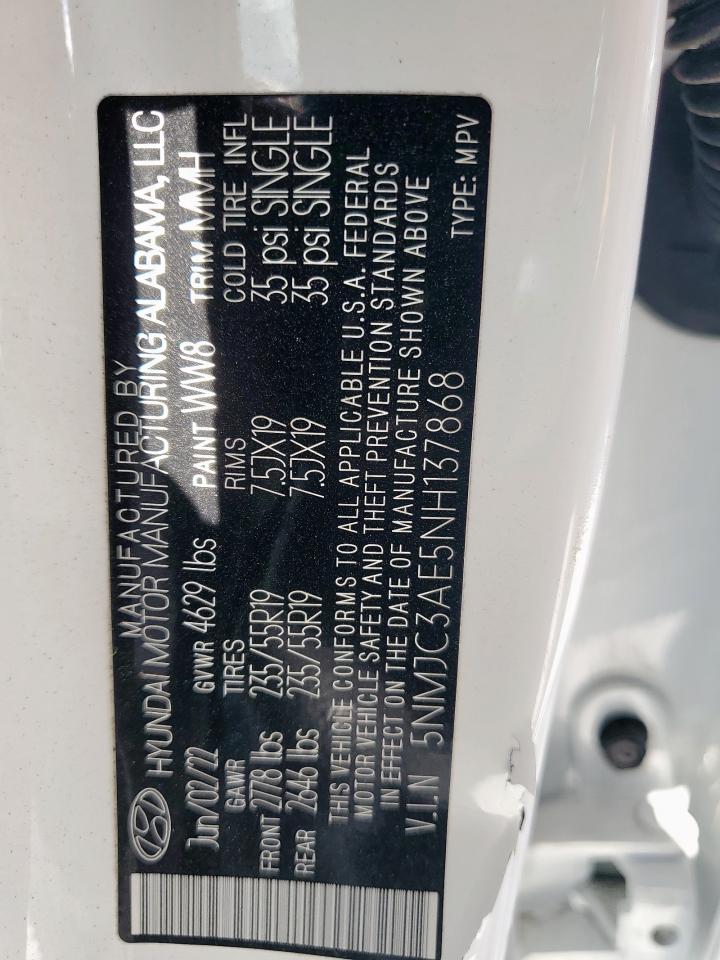 MANUFACTURED BY
HYUNDAI MOTOR MANUFACTURING ALABAMA, LLC
Jun/02/22 GVWR 4629 lbs PAINT WW8 TRIM MMH
GAWR TIRES RIMS COLD TIRE INFL
FRONT 2778 lbs 235/55R19 7.5JX19 35 psi SINGLE
REAR 2646 lbs 235/55R19 7.5JX19 35 psi SINGLE
THIS VEHICLE CONFORMS TO ALL APPLICABLE U.S.A. FEDERAL
MOTOR VEHICLE SAFETY AND THEFT PREVENTION STANDARDS
IN EFFECT ON THE DATE OF MANUFACTURE SHOWN ABOVE
V.I.N 5NMJC3AE5NH137868
TYPE: MPV